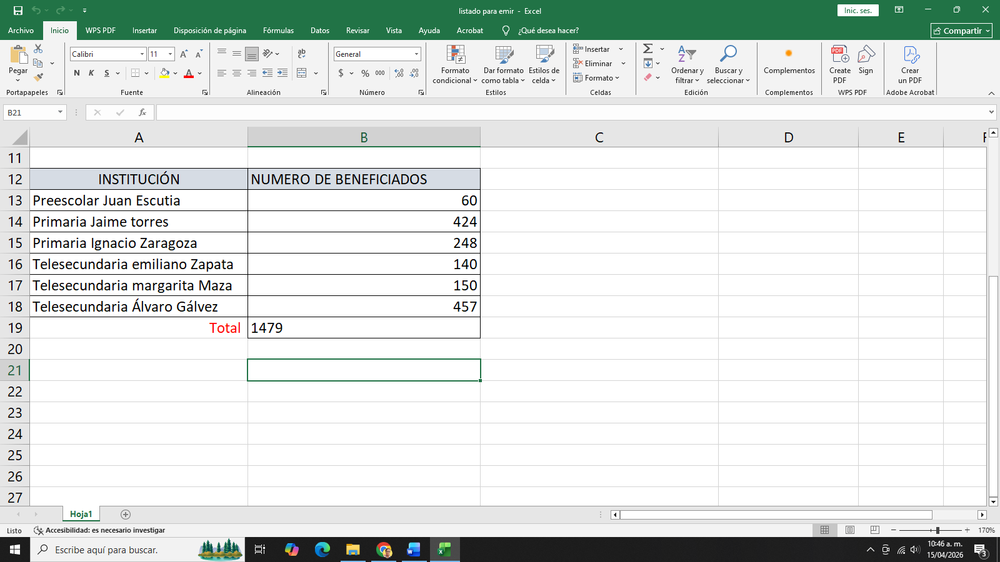 listado para emir - Excel
Inic. ses.
Archivo Inicio WPS PDF Insertar Disposición de página Fórmulas Datos Revisar Vista Ayuda Acrobat ¿Qué desea hacer? Compartir
Pegar
Portapapeles
Calibri 11
N K S
Fuente
Alineación
General
$ % 000
Número
Formato condicional
Dar formato como tabla
Estilos de celda
Estilos
Insertar
Eliminar
Formato
Celdas
Ordenar y filtrar
Buscar y seleccionar
Edición
Complementos
Complementos
Create PDF
Sign
WPS PDF
Crear un PDF
Adobe Acrobat
B21 fx
A B C D E F
11
12 INSTITUCIÓN NUMERO DE BENEFICIADOS
13 Preescolar Juan Escutia 60
14 Primaria Jaime torres 424
15 Primaria Ignacio Zaragoza 248
16 Telesecundaria emiliano Zapata 140
17 Telesecundaria margarita Maza 150
18 Telesecundaria Álvaro Gálvez 457
19 Total 1479
20
21
22
23
24
25
26
27
Hoja1
Listo Accesibilidad: es necesario investigar 170%
Escribe aquí para buscar.
10:46 a. m.
15/04/2026
3